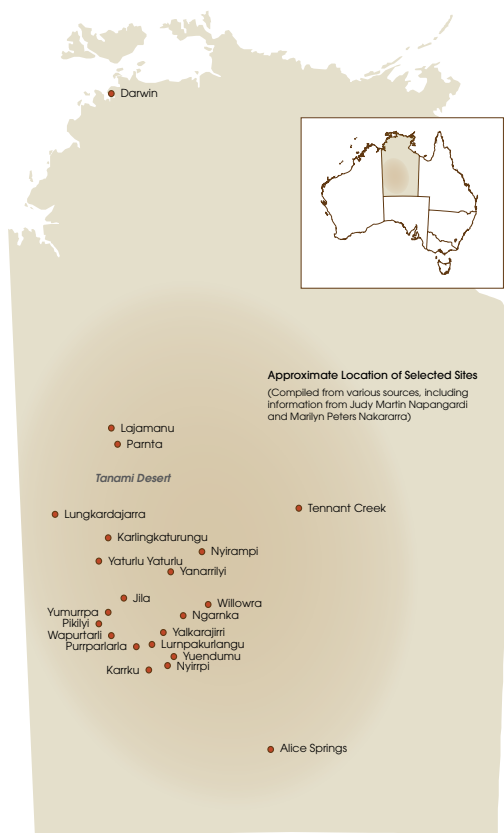 Darwin
Approximate Location of Selected Sites
(Compiled from various sources, including
information from Judy Martin Napangardi
and Marilyn Peters Nakararra)
Lajamanu
Parnta
Tanami Desert
Lungkardajarra
Tennant Creek
Karlingkaturungu
Nyirampi
Yaturlu Yaturlu
Yanarrilyi
Jila
Willowra
Yumurrpa
Ngarnka
Pikilyi
Yalkarajirri
Wapurtarli
Lurnpakurlangu
Purrparlarla
Yuendumu
Nyirrpi
Karrku
Alice Springs